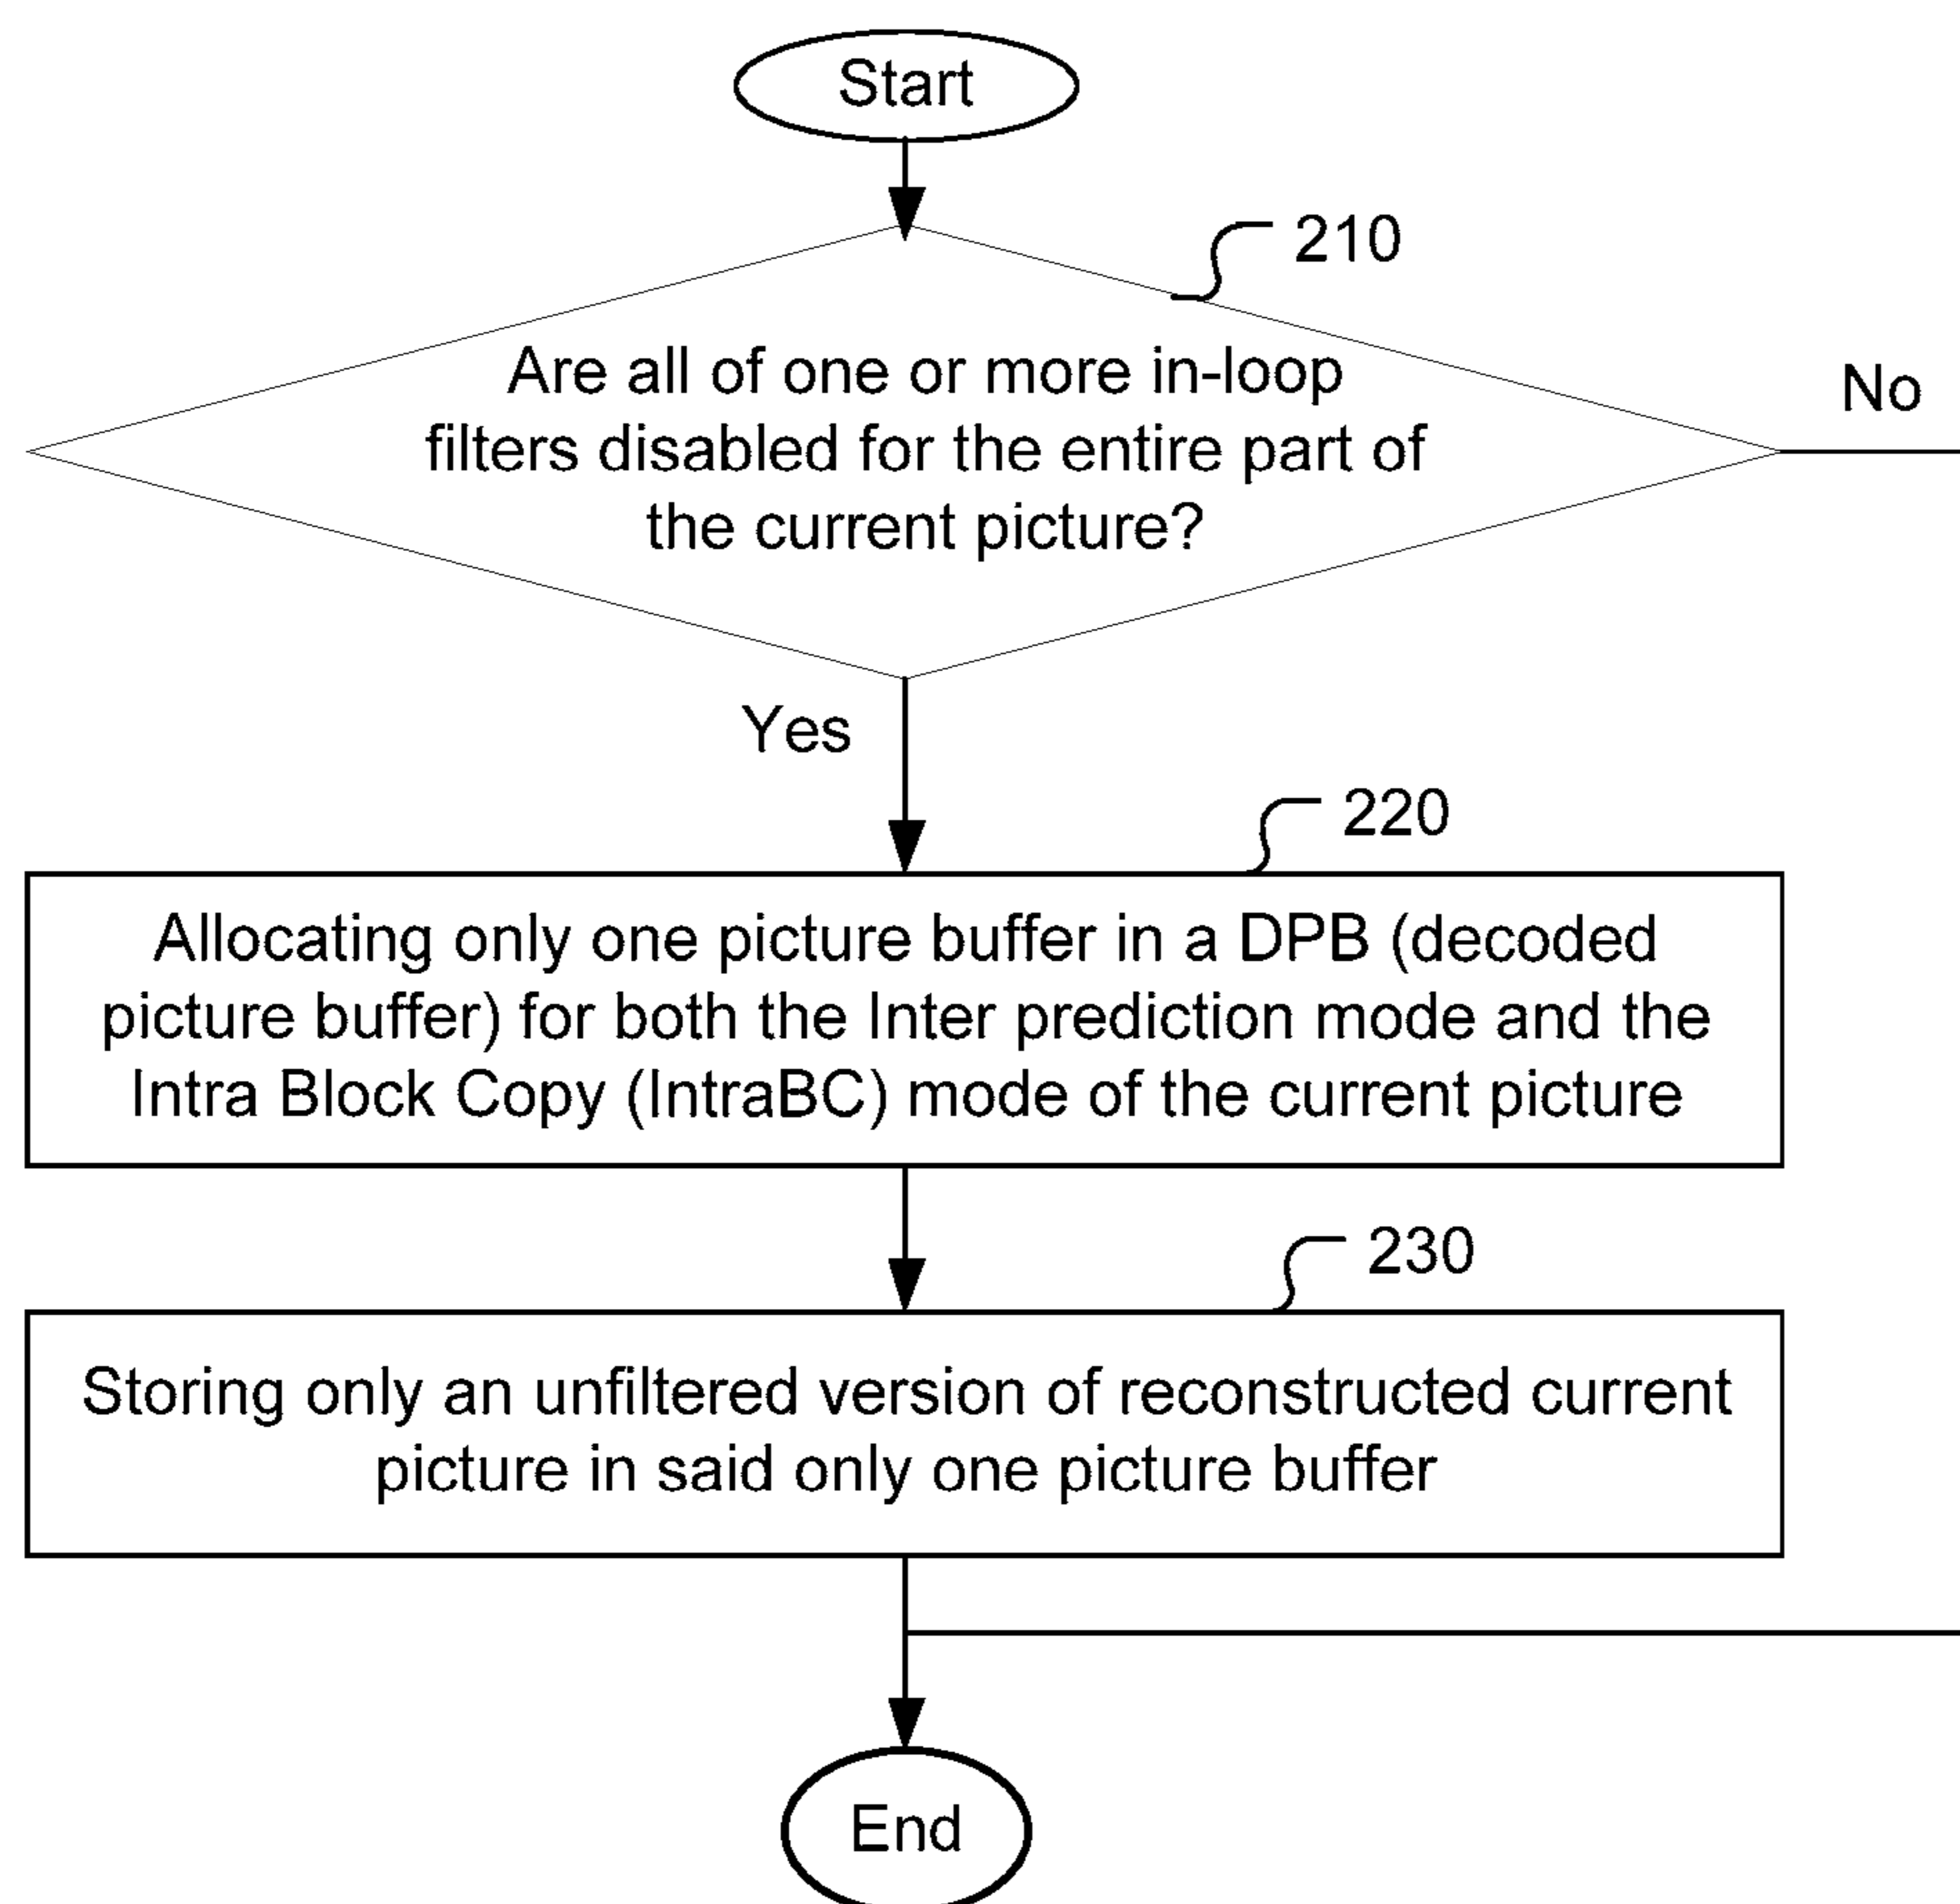 Start
210
Are all of one or more in-loop
filters disabled for the entire part of
the current picture?
No
Yes
220
Allocating only one picture buffer in a DPB (decoded
picture buffer) for both the Inter prediction mode and the
Intra Block Copy (IntraBC) mode of the current picture
230
Storing only an unfiltered version of reconstructed current
picture in said only one picture buffer
End